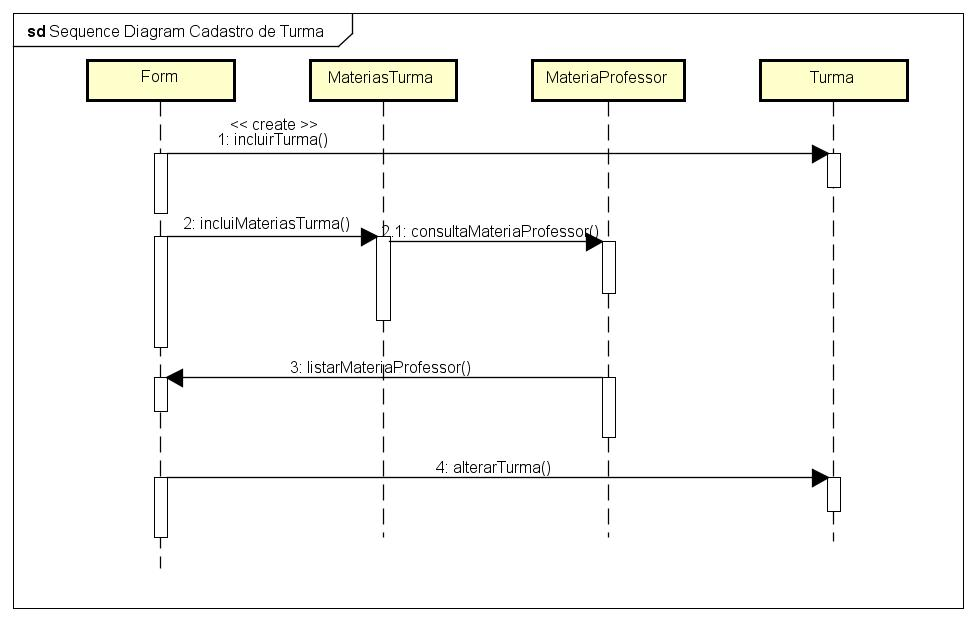 sd Sequence Diagram Cadastro de Turma
Form
MateriasTurma
MateriaProfessor
Turma
<< create >>
1: incluirTurma()
2: incluiMateriasTurma()
2.1: consultaMateriaProfessor()
3: listarMateriaProfessor()
4: alterarTurma()